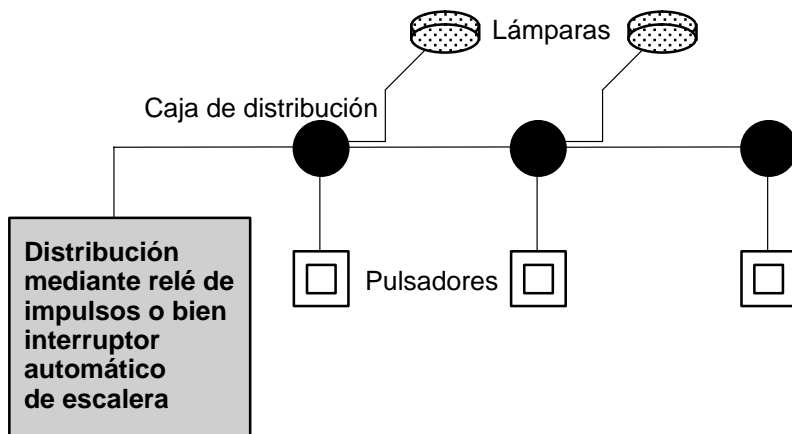 Lámparas
Caja de distribución
Distribución
mediante relé de
impulsos o bien
interruptor
automático
de escalera
Pulsadores